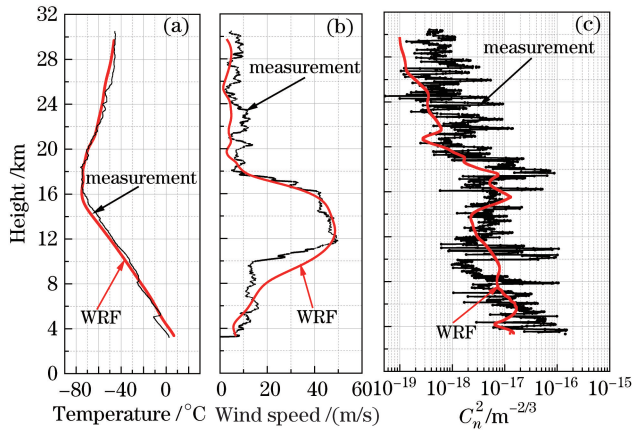 (a)
(b)
(c)
32
28
24
20
16
12
8
4
0
Height /km
measurement
WRF
measurement
WRF
measurement
WRF
−80 −40 0
0 20 40 60
10−19 10−18 10−17 10−16 10−15
Temperature /°C
Wind speed /(m/s)
Cn2/m−2/3